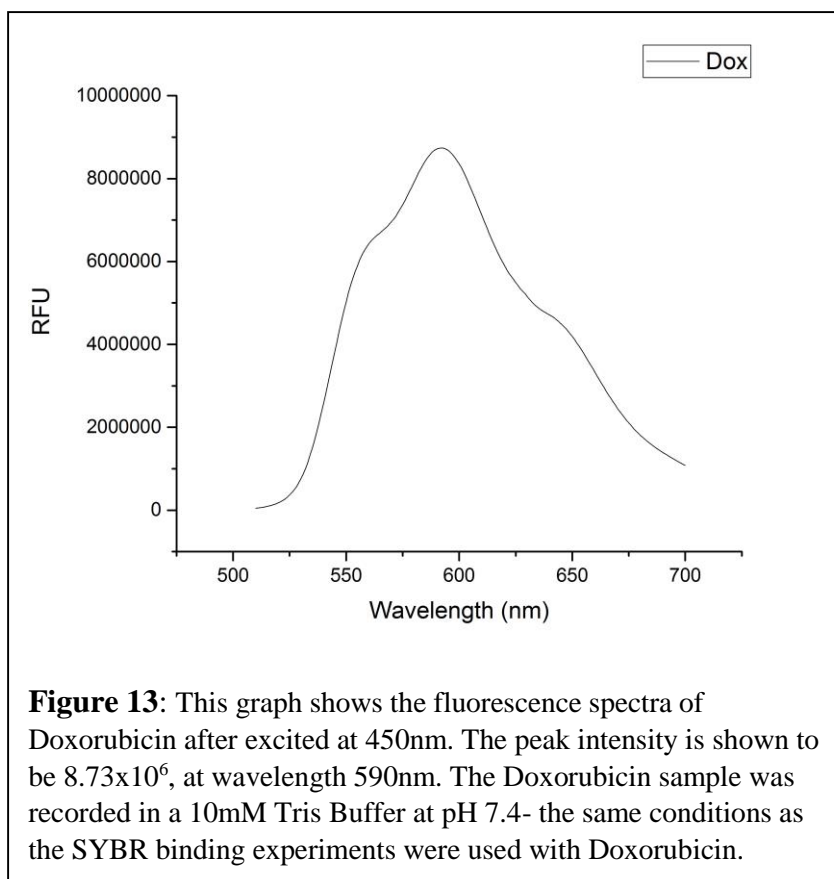 Dox
10000000
8000000
6000000
4000000
2000000
0
RFU
500 550 600 650 700
Wavelength (nm)
Figure 13: This graph shows the fluorescence spectra of
Doxorubicin after excited at 450nm. The peak intensity is shown to
be 8.73x10⁶, at wavelength 590nm. The Doxorubicin sample was
recorded in a 10mM Tris Buffer at pH 7.4- the same conditions as
the SYBR binding experiments were used with Doxorubicin.